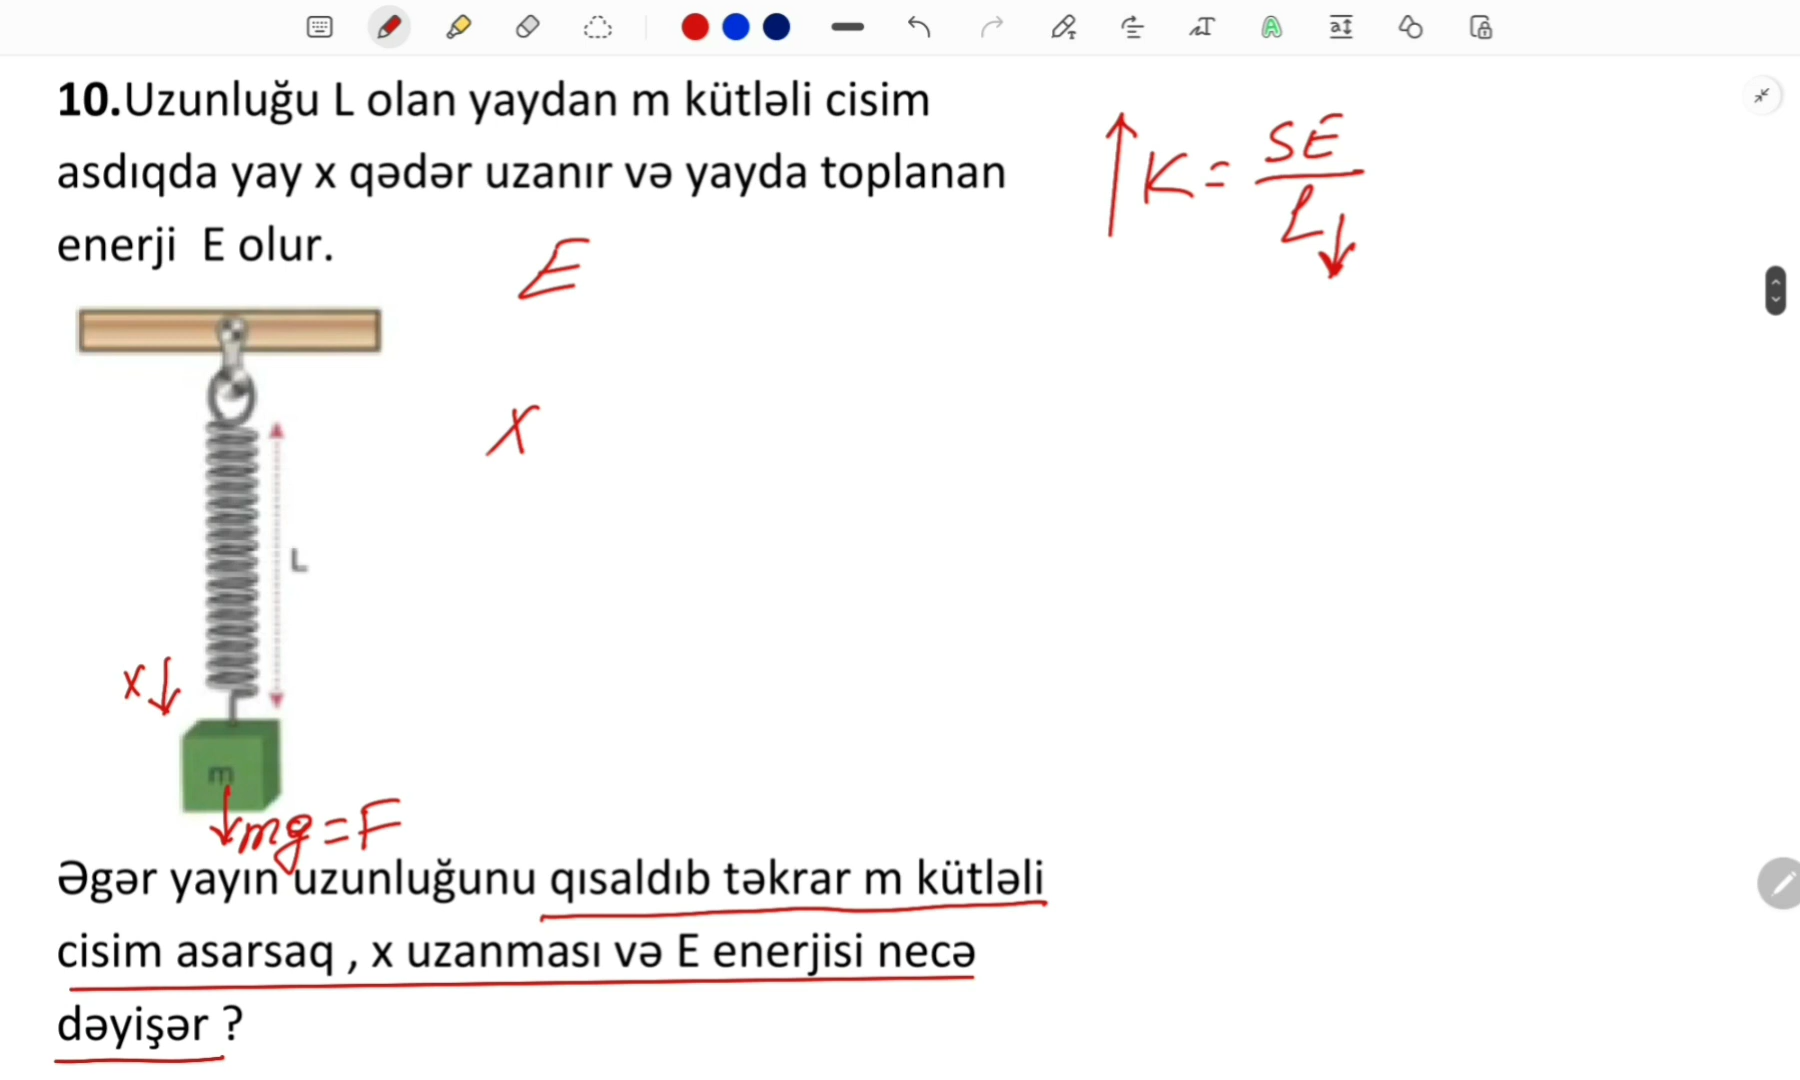 10.Uzunluğu L olan yaydan m kütləli cisim
asdıqda yay x qədər uzanır və yayda toplanan
enerji E olur.
K = SE / L
E
X
L
x
m
mg = F
Əgər yayın uzunluğunu qısaldıb təkrar m kütləli
cisim asarsaq , x uzanması və E enerjisi necə
dəyişər ?